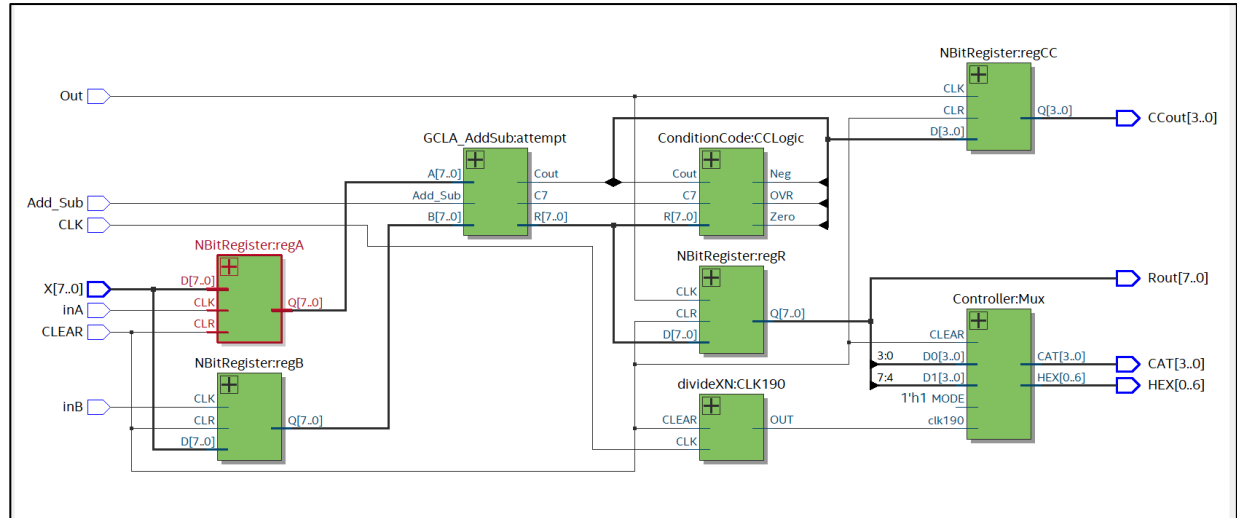 NBitRegister:regCC
Out
CLK
CLR
D[3..0]
Q[3..0]
CCout[3..0]
GCLA_AddSub:attempt
A[7..0]
Add_Sub
B[7..0]
Cout
C7
R[7..0]
ConditionCode:CCLogic
Cout
C7
R[7..0]
Neg
OVR
Zero
Add_Sub
CLK
NBitRegister:regA
X[7..0]
inA
CLEAR
D[7..0]
CLK
CLR
Q[7..0]
NBitRegister:regR
CLK
CLR
D[7..0]
Q[7..0]
Rout[7..0]
Controller:Mux
CLEAR
3:0
D0[3..0]
7:4
D1[3..0]
1'h1
MODE
clk190
CAT[3..0]
HEX[0..6]
CAT[3..0]
HEX[0..6]
NBitRegister:regB
inB
CLK
CLR
D[7..0]
Q[7..0]
divideXN:CLK190
CLEAR
CLK
OUT